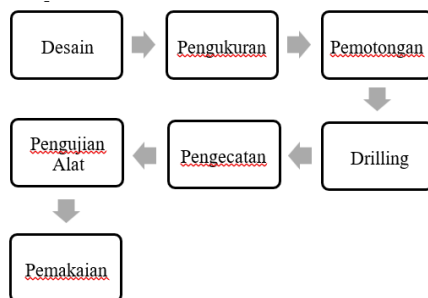 Desain
Pengukuran
Pemotongan
Drilling
Pengecatan
Pengujian
Alat
Pemakaian